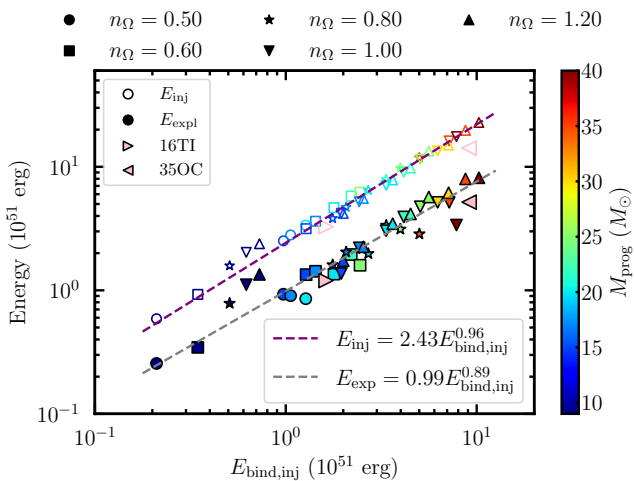 n_Ω = 0.50 n_Ω = 0.80 n_Ω = 1.20
n_Ω = 0.60 n_Ω = 1.00
E_inj
E_expl
16TI
35OC
E_inj = 2.43E_bind,inj^0.96
E_exp = 0.99E_bind,inj^0.89
Energy (10^51 erg)
10^1
10^0
10^−1
10^−1 10^0 10^1
E_bind,inj (10^51 erg)
40
35
30
25
20
15
10
M_prog (M_⊙)